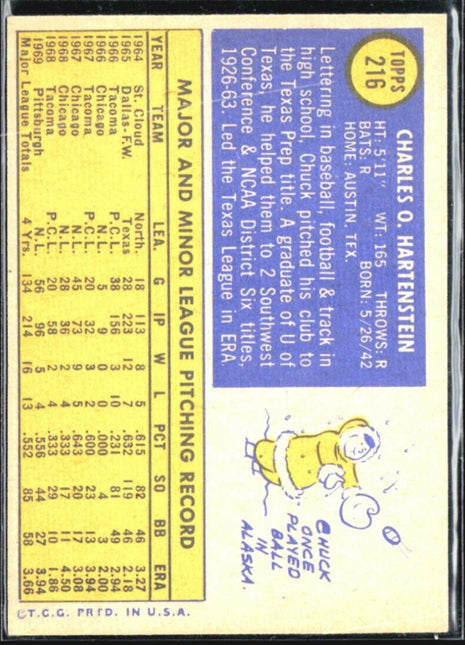 TOPPS
216
CHARLES O. HARTENSTEIN
HT: 5'11" WT: 165 THROWS: R
BATS: R BORN: 5/26/42
HOME: AUSTIN, TEX.
Lettering in baseball, football & track in
high school, Chuck pitched his club to
the Texas Prep title. A graduate of U of
Texas, he helped them to 2 Southwest
Conference & NCAA District Six titles,
1926-63. Led the Texas League in ERA
CHUCK
ONCE
PLAYED
BALL
IN
ALASKA.
MAJOR AND MINOR LEAGUE PITCHING RECORD
YEAR TEAM LEA. G IP W L PCT SO BB ERA
1964 St. Cloud North. 18 113 8 5 .615 82 46 3.27
1965 Dallas-F.W. Texas 28 223 12 7 .632 119 46 2.18
1966 Tacoma P.C.L. 38 156 3 10 .231 81 49 2.94
1966 Chicago N.L. 5 9 0 0 .000 4 3 2.00
1967 Tacoma P.C.L. 20 32 3 2 .600 23 13 3.94
1967 Chicago N.L. 45 73 9 5 .643 20 17 3.08
1968 Chicago N.L. 28 36 2 4 .333 17 11 4.50
1968 Tacoma P.C.L. 20 58 2 4 .333 29 10 1.86
1969 Pittsburgh N.L. 56 96 5 4 .556 44 27 3.94
Major League Totals 4 Yrs. 134 214 16 13 .552 85 58 3.66
©T.C.G. PRTD. IN U.S.A.